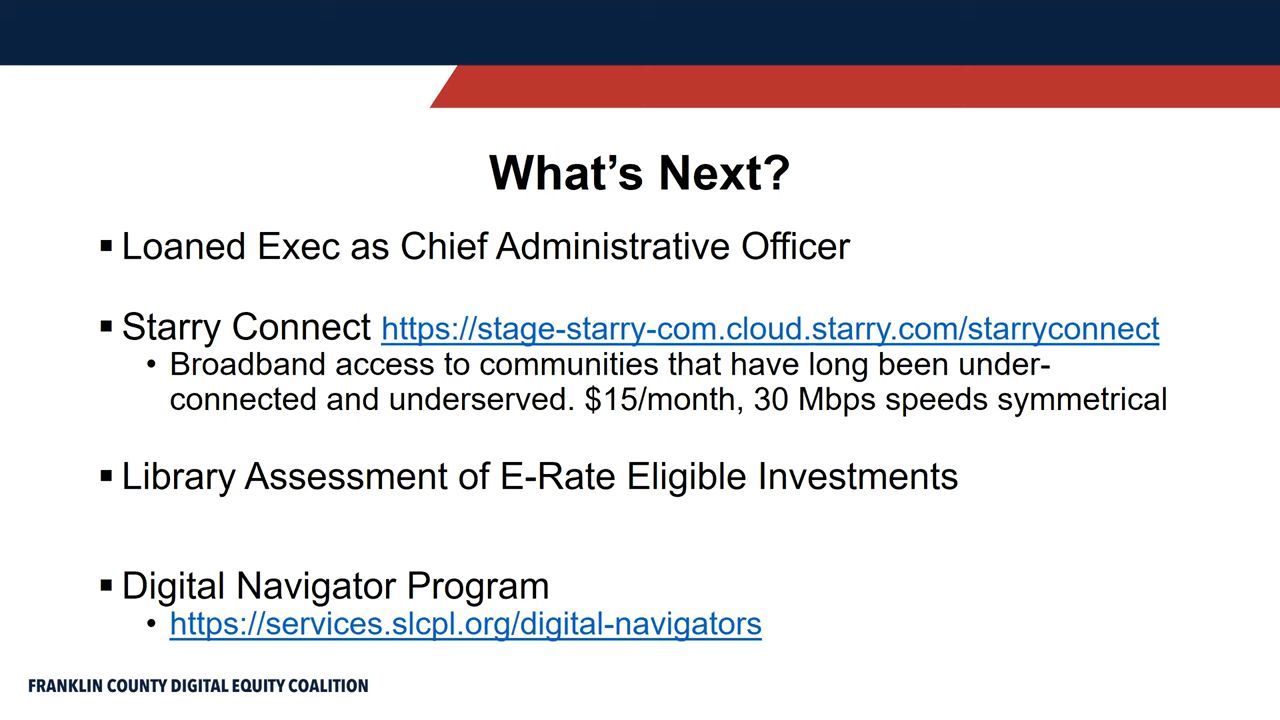 What’s Next?
▪ Loaned Exec as Chief Administrative Officer
▪ Starry Connect https://stage-starry-com.cloud.starry.com/starryconnect
• Broadband access to communities that have long been under-
connected and underserved. $15/month, 30 Mbps speeds symmetrical
▪ Library Assessment of E-Rate Eligible Investments
▪ Digital Navigator Program
• https://services.slcpl.org/digital-navigators
FRANKLIN COUNTY DIGITAL EQUITY COALITION